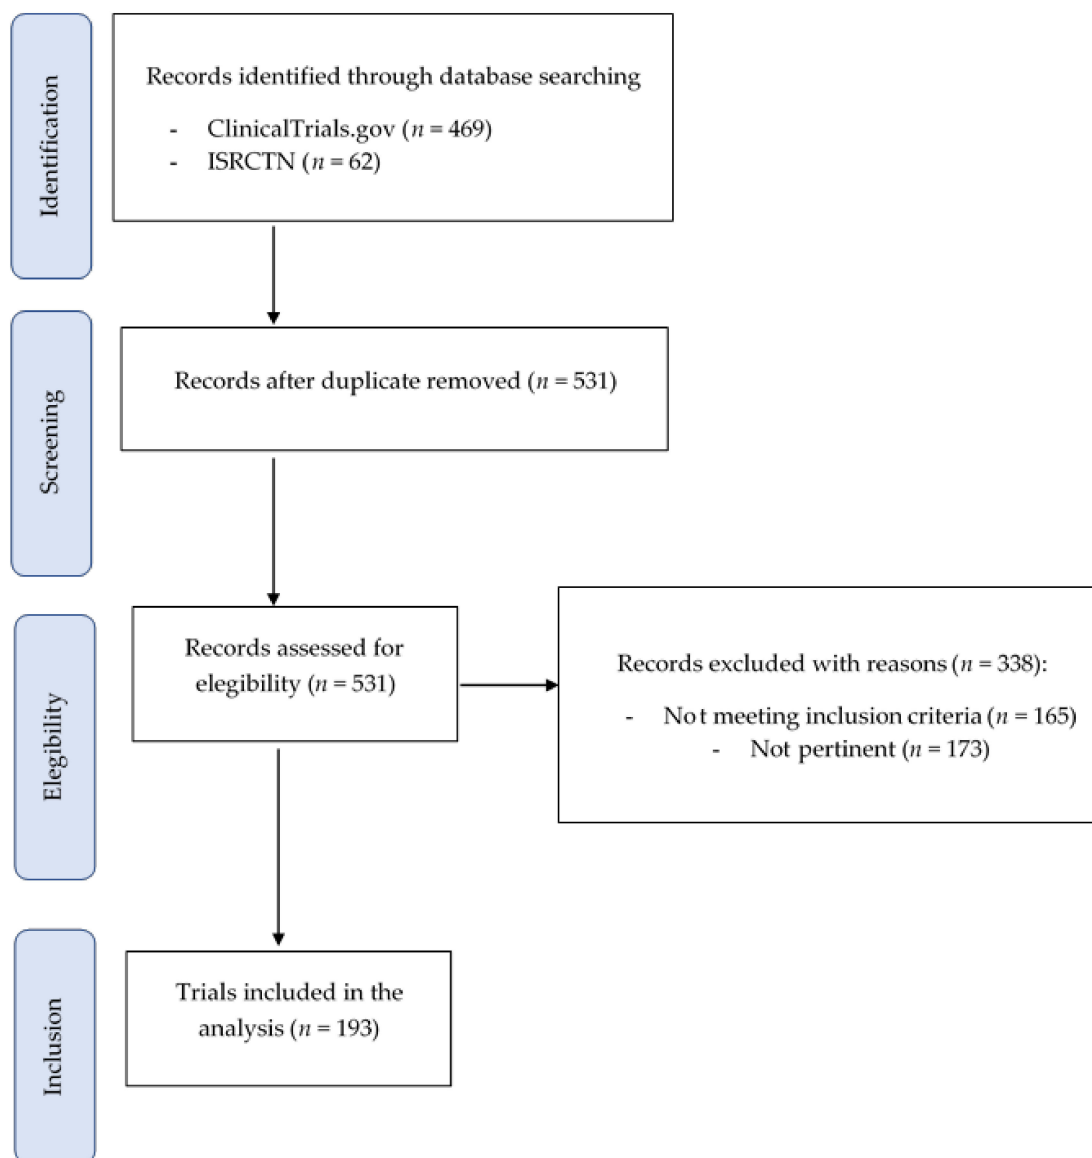 Identification
Records identified through database searching
- ClinicalTrials.gov (n = 469)
- ISRCTN (n = 62)
Screening
Records after duplicate removed (n = 531)
Elegibility
Records assessed for
elegibility (n = 531)
Records excluded with reasons (n = 338):
- Not meeting inclusion criteria (n = 165)
- Not pertinent (n = 173)
Inclusion
Trials included in the
analysis (n = 193)